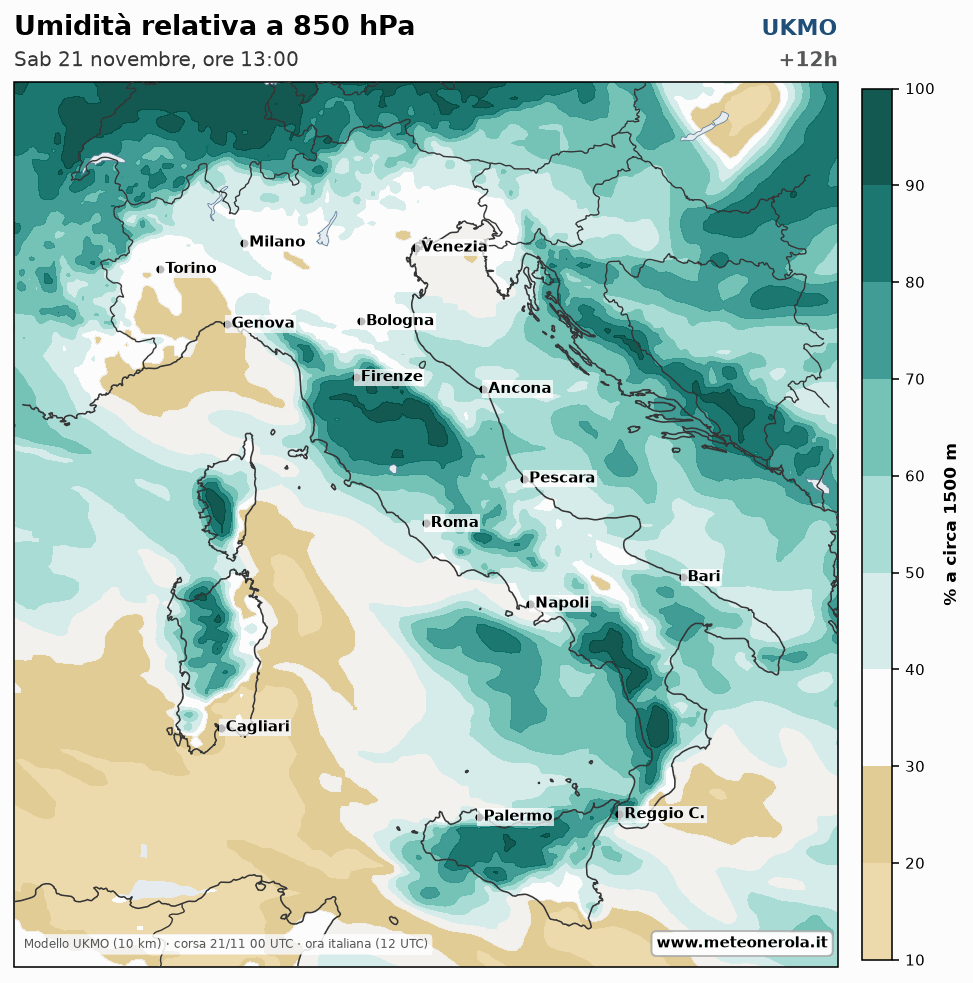 Umidità relativa a 850 hPa
UKMO
Sab 21 novembre, ore 13:00
+12h
100
90
80
70
60
50
40
30
20
10
% a circa 1500 m
Milano
Venezia
Torino
Genova
Bologna
Firenze
Ancona
Pescara
Roma
Bari
Napoli
Cagliari
Palermo
Reggio C.
Modello UKMO (10 km) · corsa 21/11 00 UTC · ora italiana (12 UTC)
www.meteonerola.it